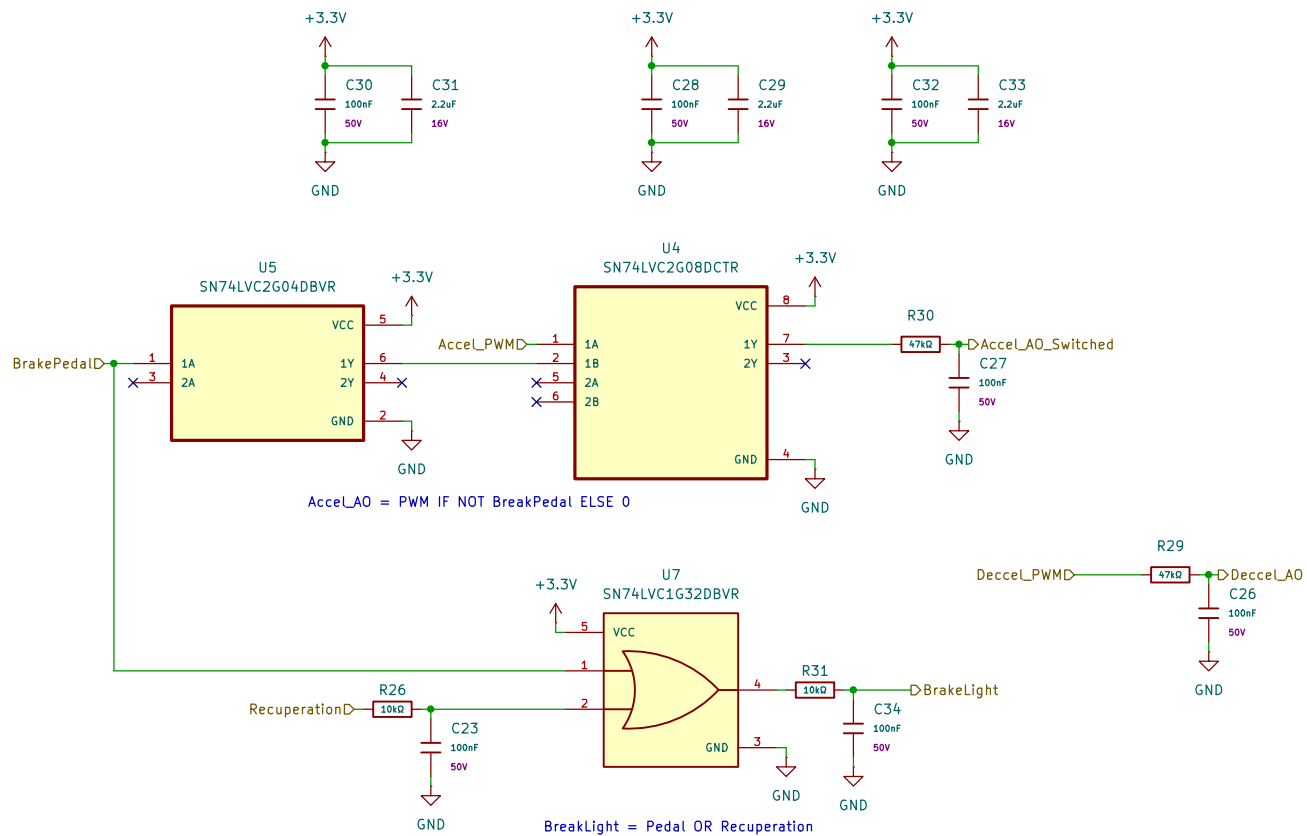 +3.3V
+3.3V
+3.3V
C30
100nF
50V
C31
2.2uF
16V
C28
100nF
50V
C29
2.2uF
16V
C32
100nF
50V
C33
2.2uF
16V
GND
GND
GND
U5
SN74LVC2G04DBVR
+3.3V
U4
SN74LVC2G08DCTR
+3.3V
VCC 5
BrakePedal
1 1A
3 2A
1Y 6
2Y 4
GND 2
GND
Accel_PWM
1 1A
2 1B
5 2A
6 2B
VCC 8
1Y 7
2Y 3
GND 4
GND
R30
47kΩ
Accel_AO_Switched
C27
100nF
50V
GND
Accel_AO = PWM IF NOT BreakPedal ELSE 0
R29
Deccel_PWM
47kΩ
Deccel_AO
C26
100nF
50V
GND
U7
SN74LVC1G32DBVR
+3.3V
5 VCC
1
2
4
GND 3
GND
R26
Recuperation
10kΩ
C23
100nF
50V
GND
R31
10kΩ
BrakeLight
C34
100nF
50V
GND
BreakLight = Pedal OR Recuperation